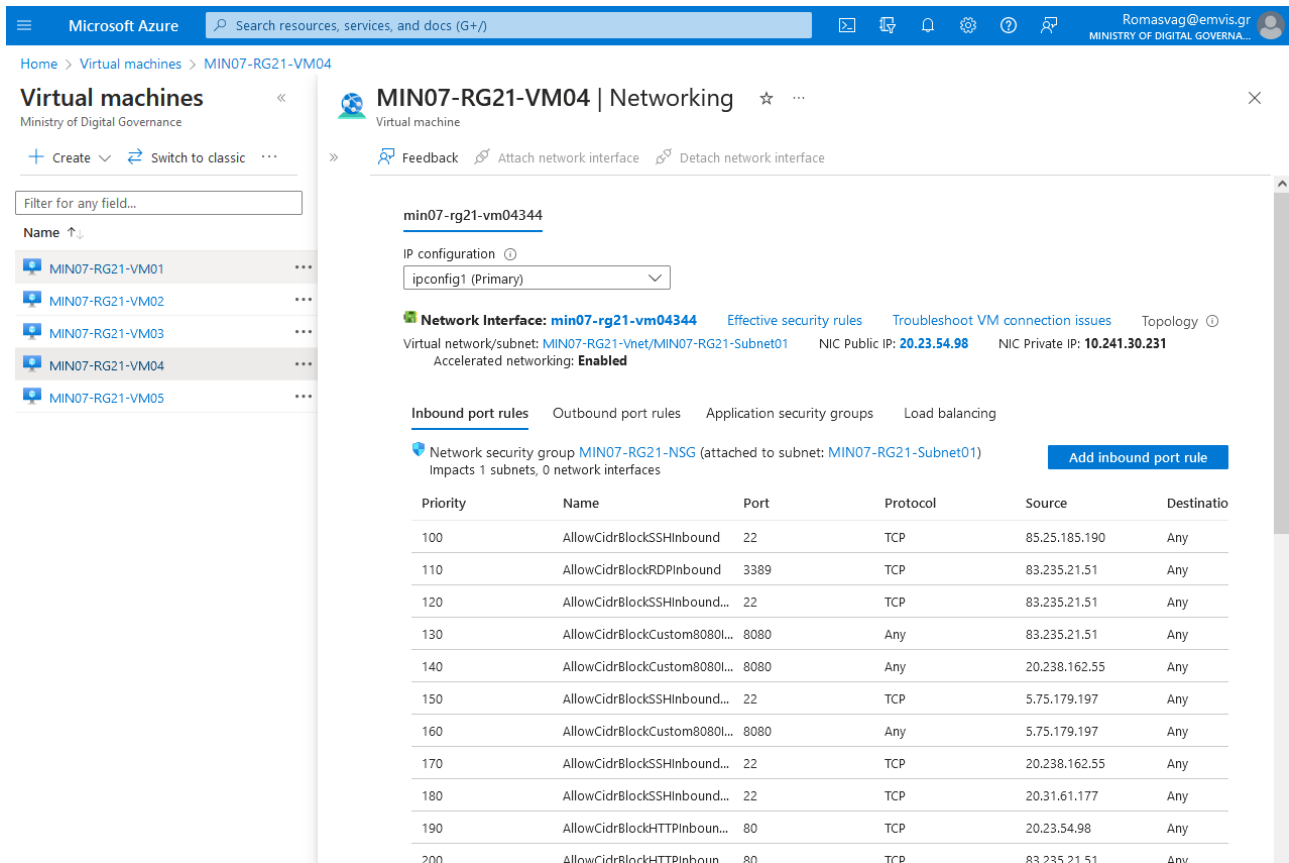 Microsoft Azure
Search resources, services, and docs (G+/)
Romasvag@emvis.gr
MINISTRY OF DIGITAL GOVERNA...
Home > Virtual machines > MIN07-RG21-VM04
Virtual machines
Ministry of Digital Governance
Create
Switch to classic
...
Filter for any field...
Name
MIN07-RG21-VM01
MIN07-RG21-VM02
MIN07-RG21-VM03
MIN07-RG21-VM04
MIN07-RG21-VM05
MIN07-RG21-VM04 | Networking
Virtual machine
Feedback Attach network interface Detach network interface
min07-rg21-vm04344
IP configuration
ipconfig1 (Primary)
Network Interface: min07-rg21-vm04344 Effective security rules Troubleshoot VM connection issues Topology
Virtual network/subnet: MIN07-RG21-Vnet/MIN07-RG21-Subnet01 NIC Public IP: 20.23.54.98 NIC Private IP: 10.241.30.231
Accelerated networking: Enabled
Inbound port rules Outbound port rules Application security groups Load balancing
Network security group MIN07-RG21-NSG (attached to subnet: MIN07-RG21-Subnet01)
Impacts 1 subnets, 0 network interfaces
Add inbound port rule
Priority Name Port Protocol Source Destinatio
100 AllowCidrBlockSSHInbound 22 TCP 85.25.185.190 Any
110 AllowCidrBlockRDPInbound 3389 TCP 83.235.21.51 Any
120 AllowCidrBlockSSHInbound... 22 TCP 83.235.21.51 Any
130 AllowCidrBlockCustom8080I... 8080 Any 83.235.21.51 Any
140 AllowCidrBlockCustom8080I... 8080 Any 20.238.162.55 Any
150 AllowCidrBlockSSHInbound... 22 TCP 5.75.179.197 Any
160 AllowCidrBlockCustom8080I... 8080 Any 5.75.179.197 Any
170 AllowCidrBlockSSHInbound... 22 TCP 20.238.162.55 Any
180 AllowCidrBlockSSHInbound... 22 TCP 20.31.61.177 Any
190 AllowCidrBlockHTTPInboun... 80 TCP 20.23.54.98 Any
200 AllowCidrBlockHTTPInboun... 80 TCP 83.235.21.51 Any